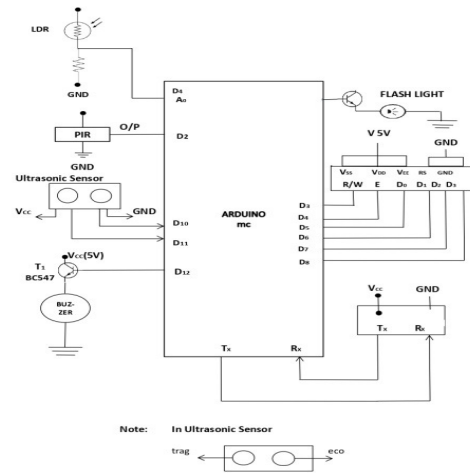 LDR
GND
D₈
A₀
FLASH LIGHT
V 5V
GND
PIR
O/P
D₂
GND
Ultrasonic Sensor
Vcc
GND
D₁₀
D₁₁
ARDUINO
mc
Vss VDD VEE RS GND
R/W E D₀ D₁ D₂ D₃
D₃
D₄
D₅
D₆
D₇
D₈
Vcc(5V)
T₁
BC547
D₁₂
BUZ-
ZER
Vcc
GND
Tx Rx
Tx Rx
Note: In Ultrasonic Sensor
trag eco